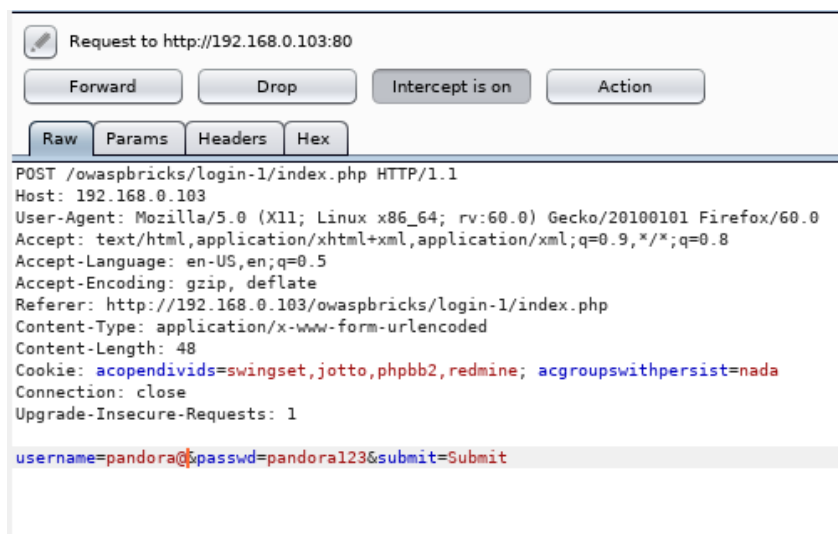 Request to http://192.168.0.103:80
Forward Drop Intercept is on Action
Raw Params Headers Hex
POST /owaspbricks/login-1/index.php HTTP/1.1
Host: 192.168.0.103
User-Agent: Mozilla/5.0 (X11; Linux x86_64; rv:60.0) Gecko/20100101 Firefox/60.0
Accept: text/html,application/xhtml+xml,application/xml;q=0.9,*/*;q=0.8
Accept-Language: en-US,en;q=0.5
Accept-Encoding: gzip, deflate
Referer: http://192.168.0.103/owaspbricks/login-1/index.php
Content-Type: application/x-www-form-urlencoded
Content-Length: 48
Cookie: acopendivids=swingset,jotto,phpbb2,redmine; acgroupswithpersist=nada
Connection: close
Upgrade-Insecure-Requests: 1
username=pandora@&passwd=pandora123&submit=Submit